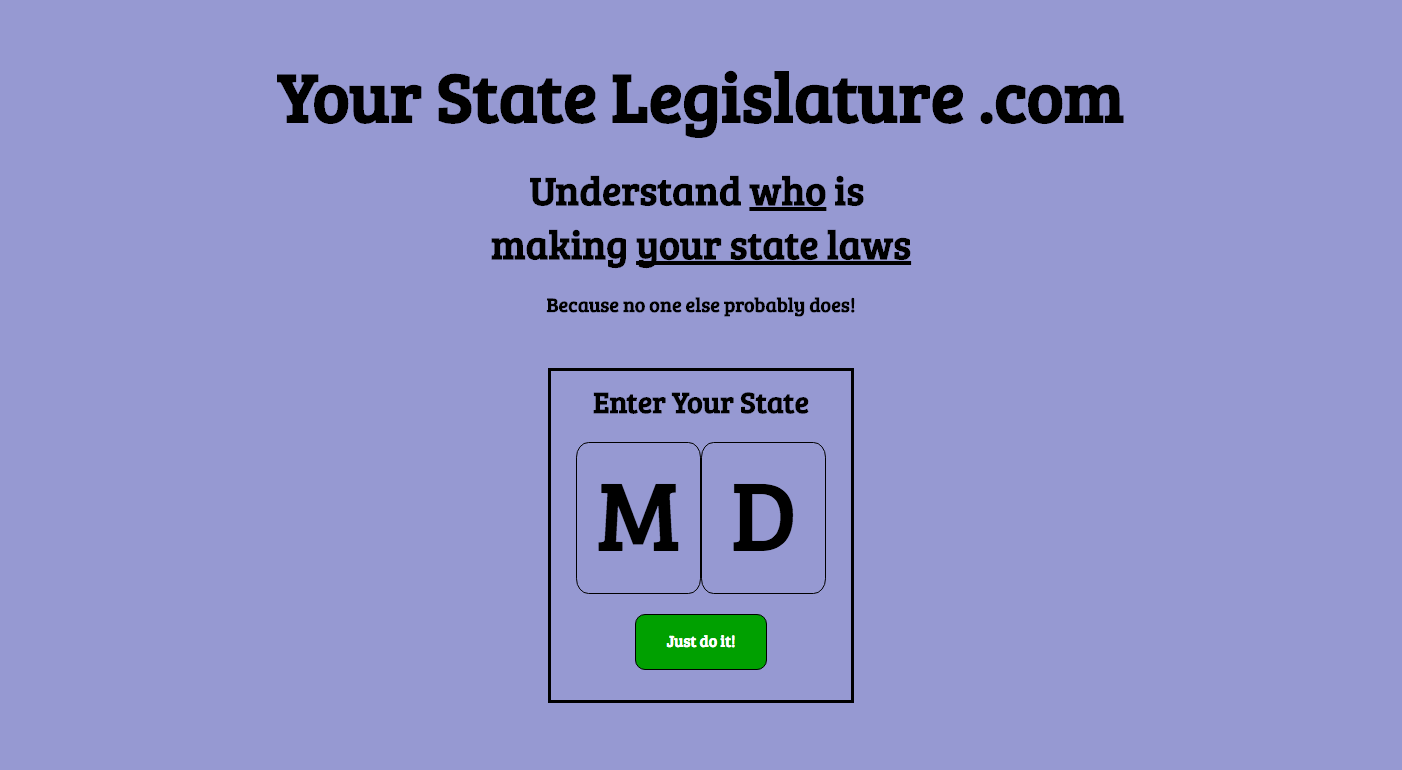 Your State Legislature .com
Understand who is
making your state laws
Because no one else probably does!
Enter Your State
M D
Just do it!